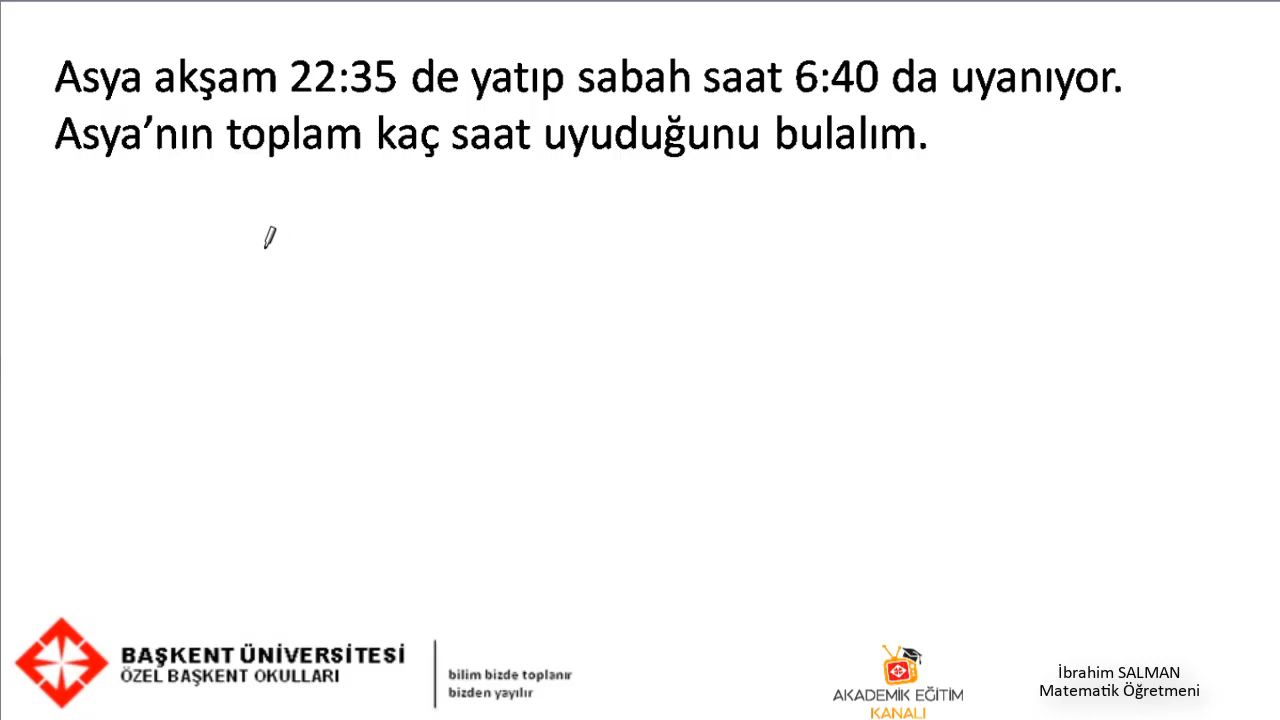 Asya akşam 22:35 de yatıp sabah saat 6:40 da uyanıyor.
Asya’nın toplam kaç saat uyuduğunu bulalım.
BAŞKENT ÜNİVERSİTESİ
ÖZEL BAŞKENT OKULLARI
bilim bizde toplanır
bizden yayılır
AKADEMİK EĞİTİM
KANALI
İbrahim SALMAN
Matematik Öğretmeni